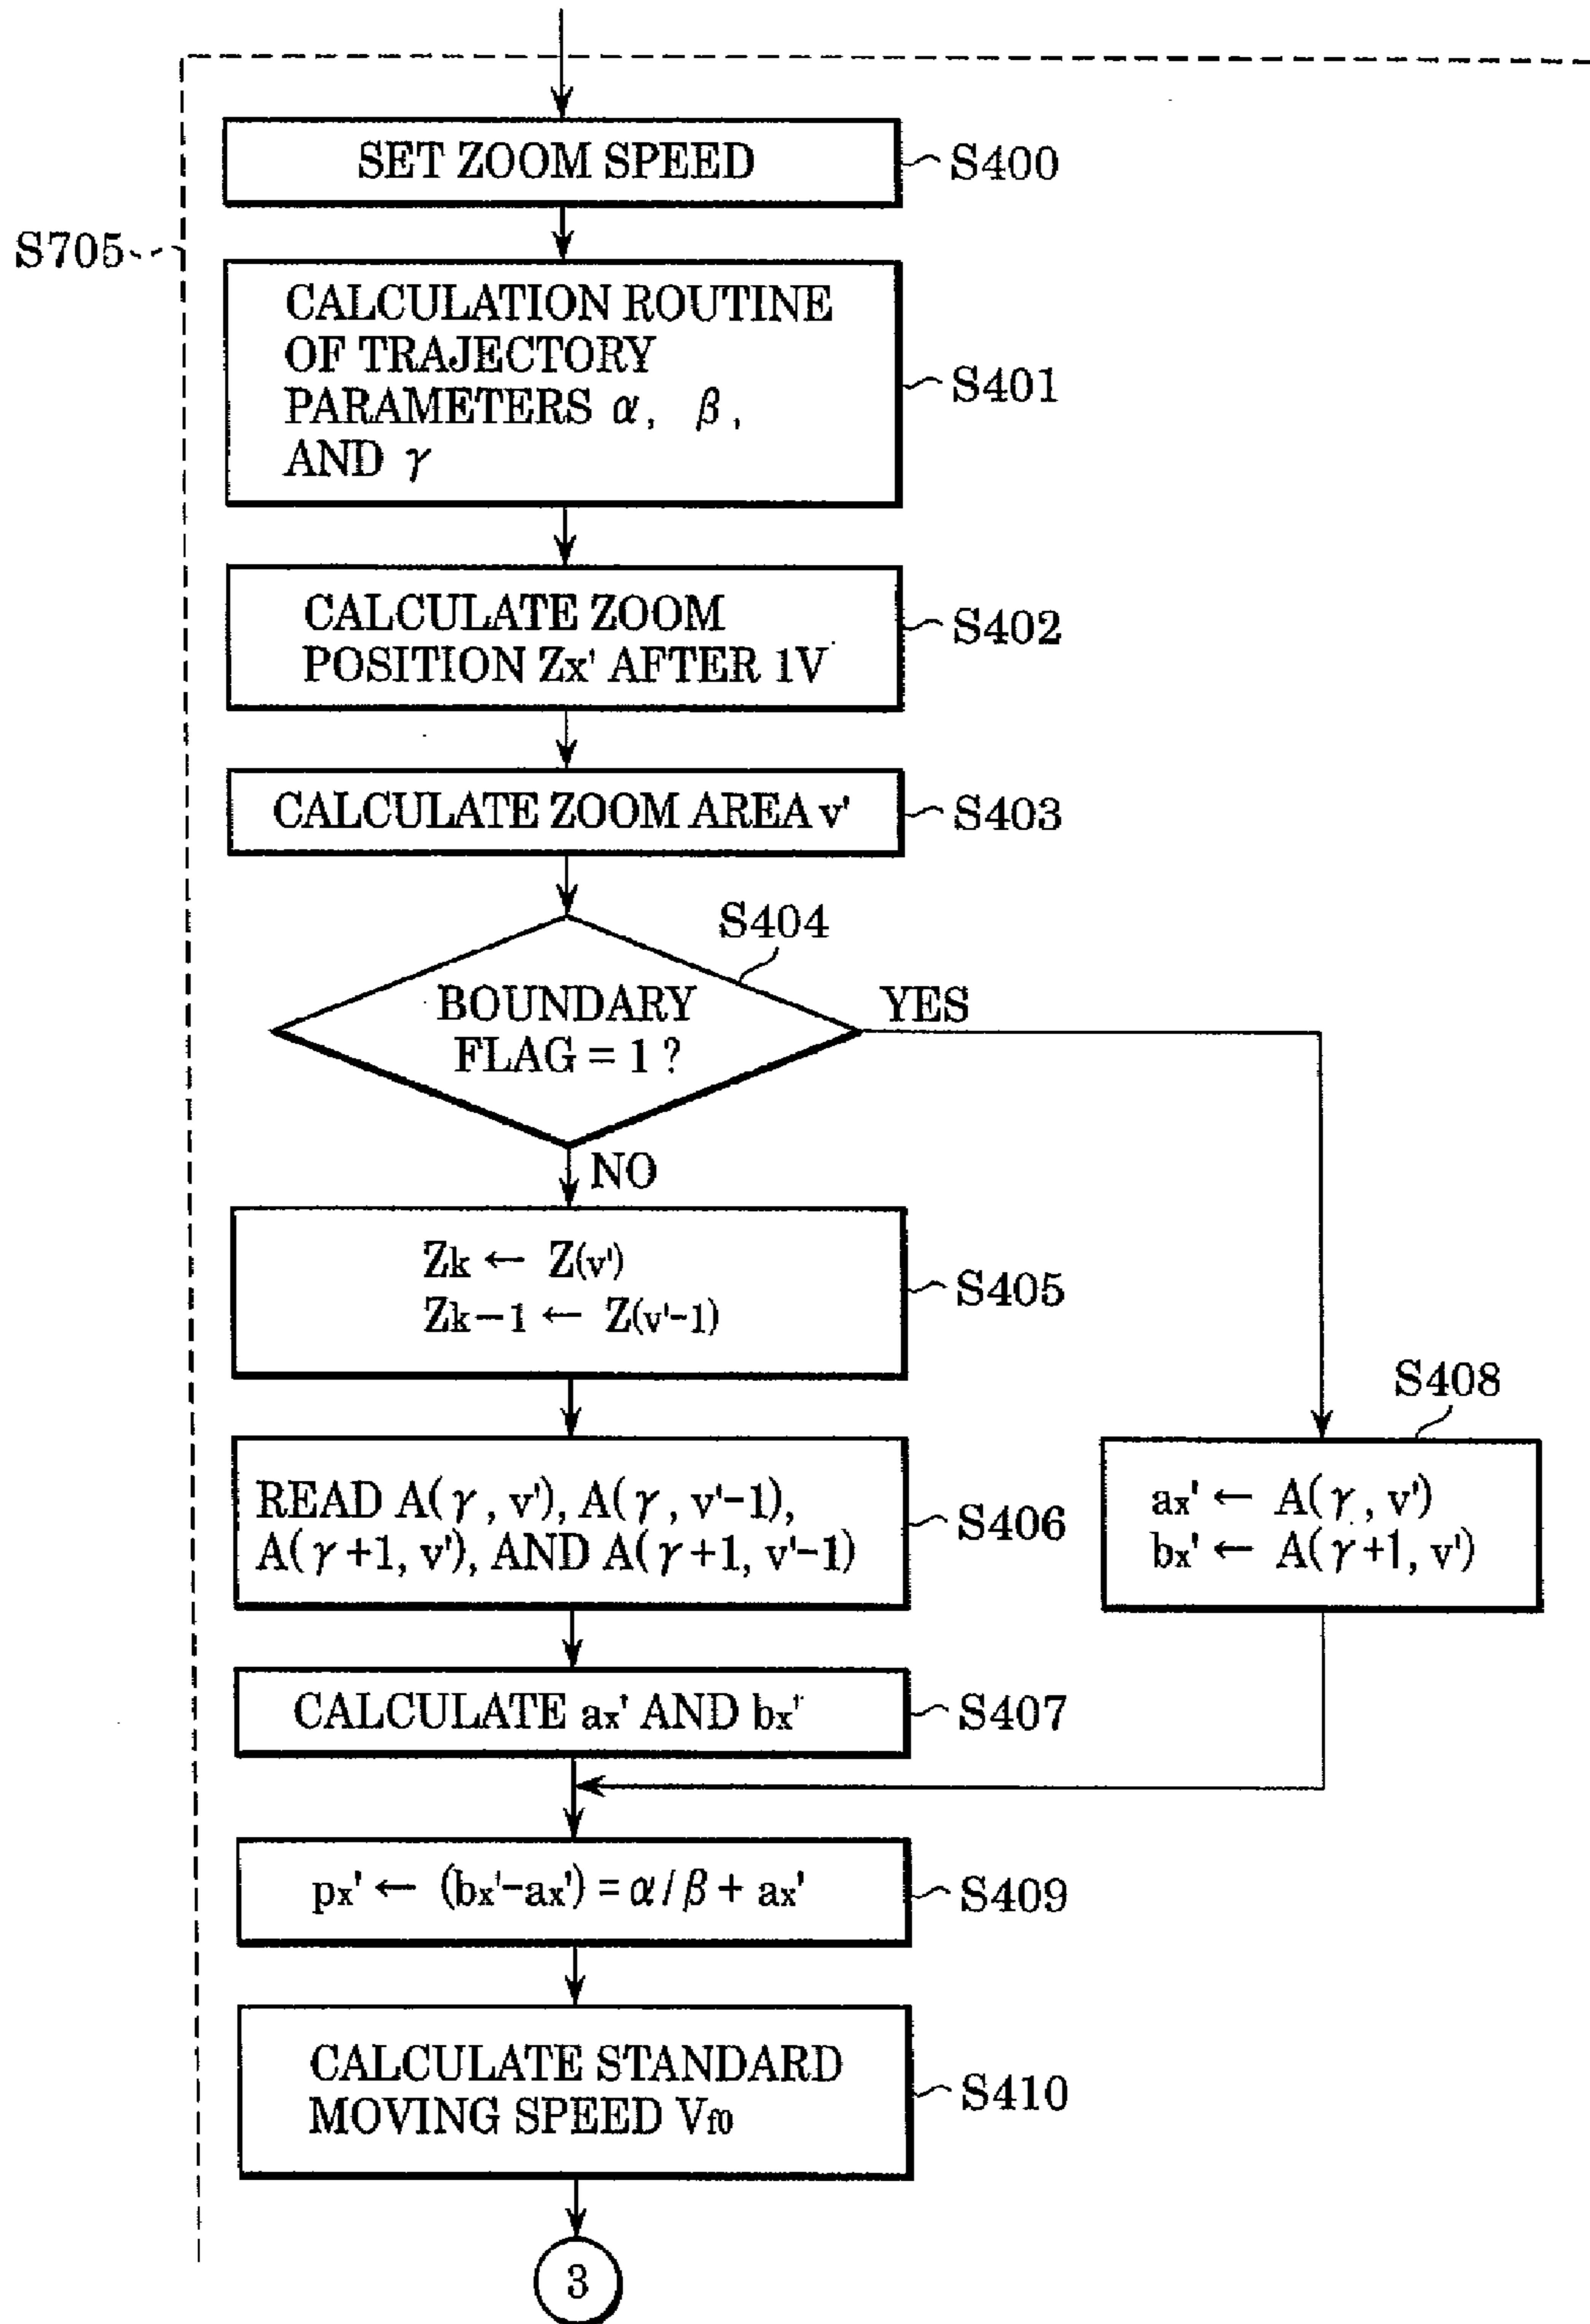 SET ZOOM SPEED
S400
S705
CALCULATION ROUTINE
OF TRAJECTORY
PARAMETERS α, β,
AND γ
S401
CALCULATE ZOOM
POSITION Zx' AFTER 1V
S402
CALCULATE ZOOM AREA v'
S403
S404
BOUNDARY
FLAG = 1 ?
YES
NO
Zk ← Z(v')
Zk-1 ← Z(v'-1)
S405
READ A(γ, v'), A(γ, v'-1),
A(γ+1, v'), AND A(γ+1, v'-1)
S406
S408
ax' ← A(γ, v')
bx' ← A(γ+1, v')
CALCULATE ax' AND bx'
S407
px' ← (bx'-ax') = α/β + ax'
S409
CALCULATE STANDARD
MOVING SPEED Vf0
S410
3